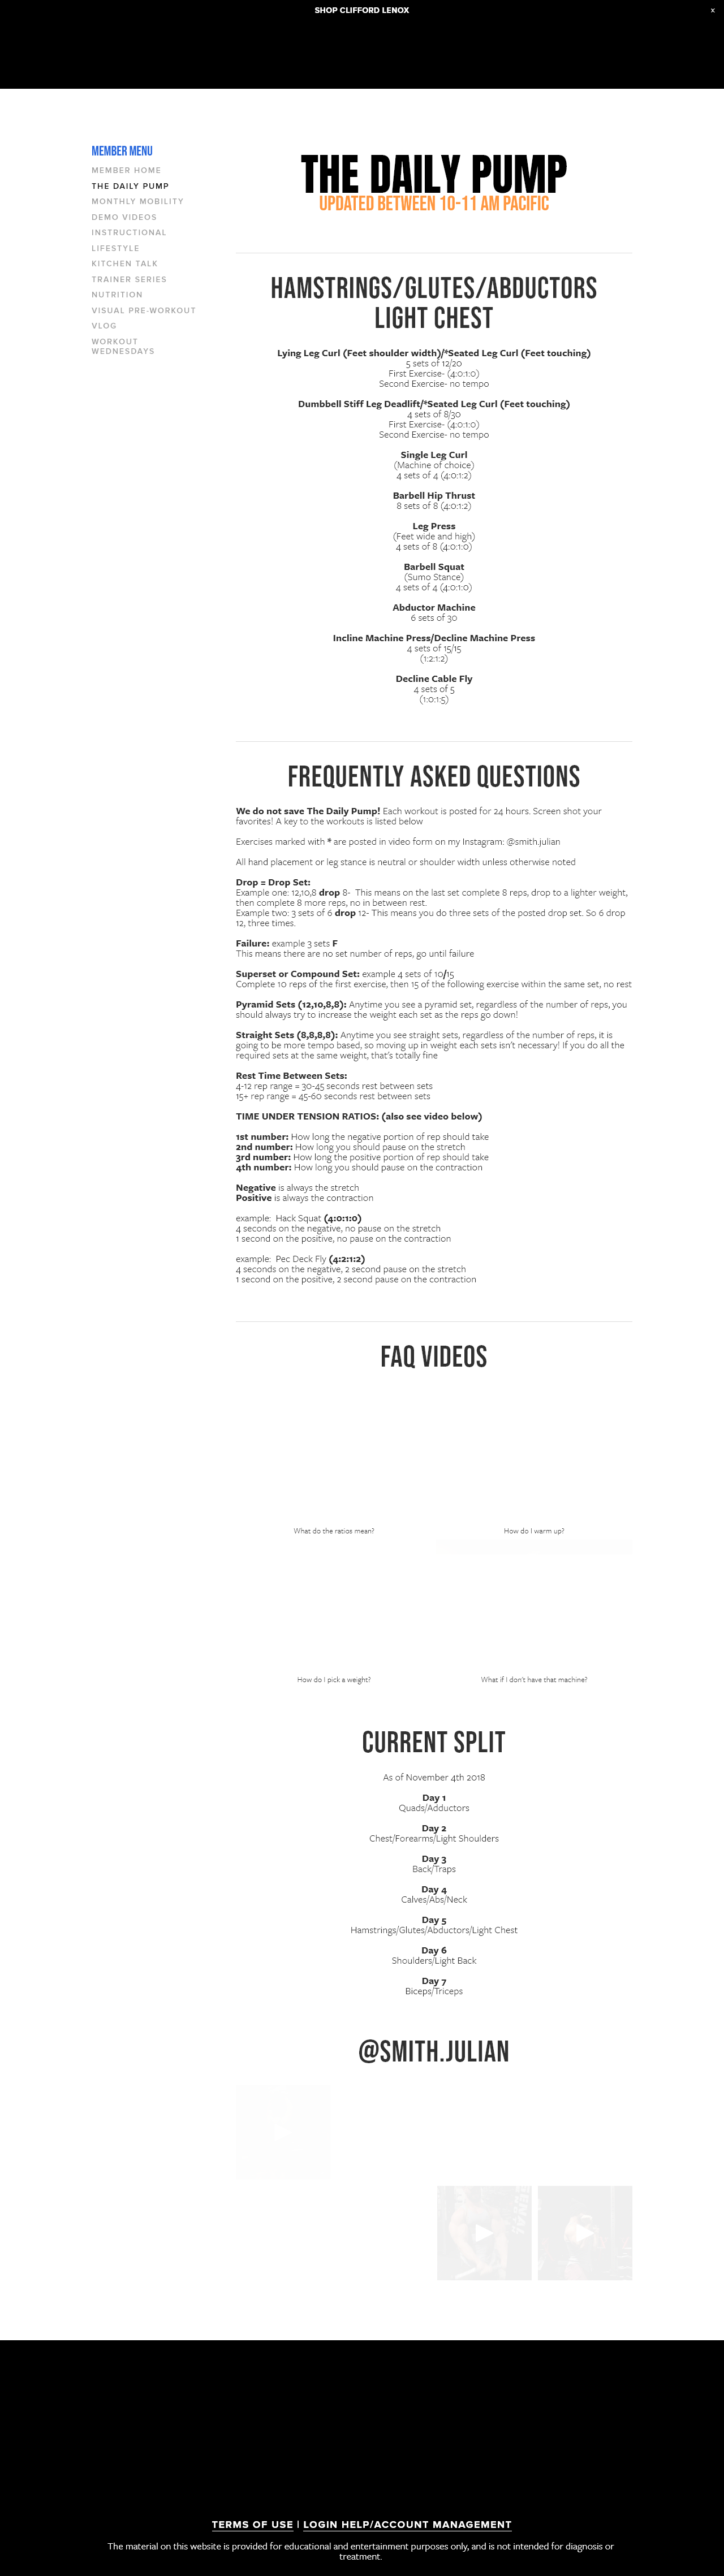 SHOP CLIFFORD LENOX
x
MEMBER MENU
MEMBER HOME
THE DAILY PUMP
MONTHLY MOBILITY
DEMO VIDEOS
INSTRUCTIONAL
LIFESTYLE
KITCHEN TALK
TRAINER SERIES
NUTRITION
VISUAL PRE-WORKOUT
VLOG
WORKOUT
WEDNESDAYS
THE DAILY PUMP
UPDATED BETWEEN 10-11 AM PACIFIC
HAMSTRINGS/GLUTES/ABDUCTORS
LIGHT CHEST
Lying Leg Curl (Feet shoulder width)/*Seated Leg Curl (Feet touching)
5 sets of 12/20
First Exercise- (4:0:1:0)
Second Exercise- no tempo
Dumbbell Stiff Leg Deadlift/*Seated Leg Curl (Feet touching)
4 sets of 8/30
First Exercise- (4:0:1:0)
Second Exercise- no tempo
Single Leg Curl
(Machine of choice)
4 sets of 4 (4:0:1:2)
Barbell Hip Thrust
8 sets of 8 (4:0:1:2)
Leg Press
(Feet wide and high)
4 sets of 8 (4:0:1:0)
Barbell Squat
(Sumo Stance)
4 sets of 4 (4:0:1:0)
Abductor Machine
6 sets of 30
Incline Machine Press/Decline Machine Press
4 sets of 15/15
(1:2:1:2)
Decline Cable Fly
4 sets of 5
(1:0:1:5)
FREQUENTLY ASKED QUESTIONS
We do not save The Daily Pump! Each workout is posted for 24 hours. Screen shot your
favorites! A key to the workouts is listed below
Exercises marked with * are posted in video form on my Instagram: @smith.julian
All hand placement or leg stance is neutral or shoulder width unless otherwise noted
Drop = Drop Set:
Example one: 12,10,8 drop 8-  This means on the last set complete 8 reps, drop to a lighter weight,
then complete 8 more reps, no in between rest.
Example two: 3 sets of 6 drop 12- This means you do three sets of the posted drop set. So 6 drop
12, three times.
Failure: example 3 sets F
This means there are no set number of reps, go until failure
Superset or Compound Set: example 4 sets of 10/15
Complete 10 reps of the first exercise, then 15 of the following exercise within the same set, no rest
Pyramid Sets (12,10,8,8): Anytime you see a pyramid set, regardless of the number of reps, you
should always try to increase the weight each set as the reps go down!
Straight Sets (8,8,8,8): Anytime you see straight sets, regardless of the number of reps, it is
going to be more tempo based, so moving up in weight each sets isn't necessary! If you do all the
required sets at the same weight, that's totally fine
Rest Time Between Sets:
4-12 rep range = 30-45 seconds rest between sets
15+ rep range = 45-60 seconds rest between sets
TIME UNDER TENSION RATIOS: (also see video below)
1st number: How long the negative portion of rep should take
2nd number: How long you should pause on the stretch
3rd number: How long the positive portion of rep should take
4th number: How long you should pause on the contraction
Negative is always the stretch
Positive is always the contraction
example:  Hack Squat (4:0:1:0)
4 seconds on the negative, no pause on the stretch
1 second on the positive, no pause on the contraction
example:  Pec Deck Fly (4:2:1:2)
4 seconds on the negative, 2 second pause on the stretch
1 second on the positive, 2 second pause on the contraction
FAQ VIDEOS
What do the ratios mean?
How do I warm up?
How do I pick a weight?
What if I don't have that machine?
CURRENT SPLIT
As of November 4th 2018
Day 1
Quads/Adductors
Day 2
Chest/Forearms/Light Shoulders
Day 3
Back/Traps
Day 4
Calves/Abs/Neck
Day 5
Hamstrings/Glutes/Abductors/Light Chest
Day 6
Shoulders/Light Back
Day 7
Biceps/Triceps
@SMITH.JULIAN
TERMS OF USE | LOGIN HELP/ACCOUNT MANAGEMENT
The material on this website is provided for educational and entertainment purposes only, and is not intended for diagnosis or
treatment.